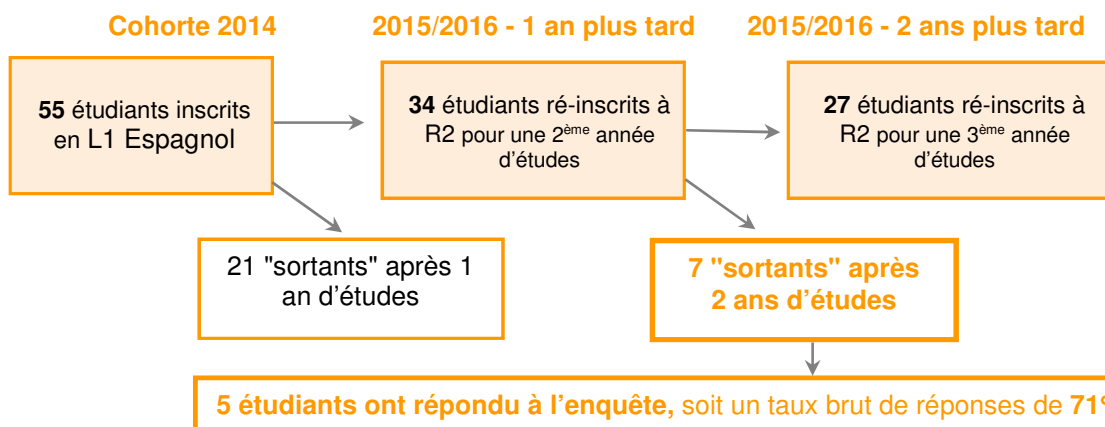 Cohorte 2014
2015/2016 - 1 an plus tard
2015/2016 - 2 ans plus tard
55 étudiants inscrits
en L1 Espagnol
34 étudiants ré-inscrits à
R2 pour une 2ème année
d'études
27 étudiants ré-inscrits à
R2 pour une 3ème année
d'études
21 "sortants" après 1
an d'études
7 "sortants" après
2 ans d'études
5 étudiants ont répondu à l'enquête, soit un taux brut de réponses de 71